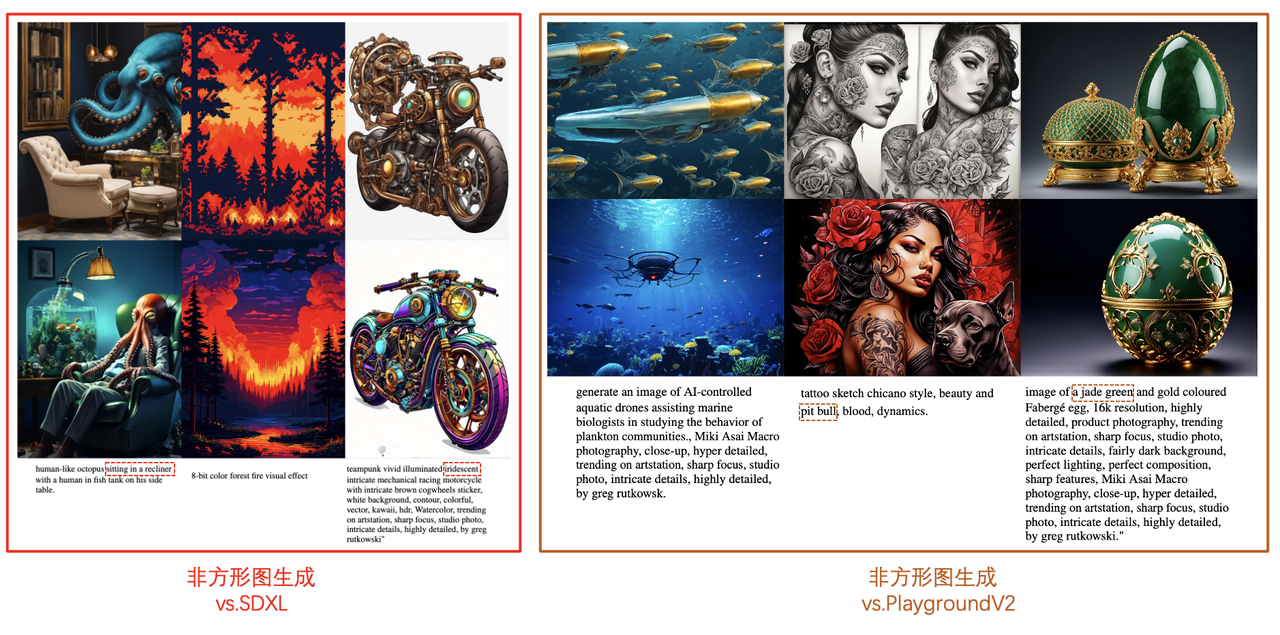 human-like octopus sitting in a recliner
with a human in fish tank on his side
table.
8-bit color forest fire visual effect
teampunk vivid illuminated iridescent
intricate mechanical racing motorcycle
with intricate brown cogwheels sticker,
white background, contour, colorful,
vector, kawaii, hdr, Watercolor, trending
on artstation, sharp focus, studio photo,
intricate details, highly detailed, by greg
rutkowski"
非方形图生成
vs.SDXL
generate an image of AI-controlled
aquatic drones assisting marine
biologists in studying the behavior of
plankton communities., Miki Asai Macro
photography, close-up, hyper detailed,
trending on artstation, sharp focus, studio
photo, intricate details, highly detailed,
by greg rutkowsk.
tattoo sketch chicano style, beauty and
pit bull, blood, dynamics.
image of a jade green and gold coloured
Fabergé egg, 16k resolution, highly
detailed, product photography, trending
on artstation, sharp focus, studio photo,
intricate details, fairly dark background,
perfect lighting, perfect composition,
sharp features, Miki Asai Macro
photography, close-up, hyper detailed,
trending on artstation, sharp focus, studio
photo, intricate details, highly detailed,
by greg rutkowski."
非方形图生成
vs.PlaygroundV2